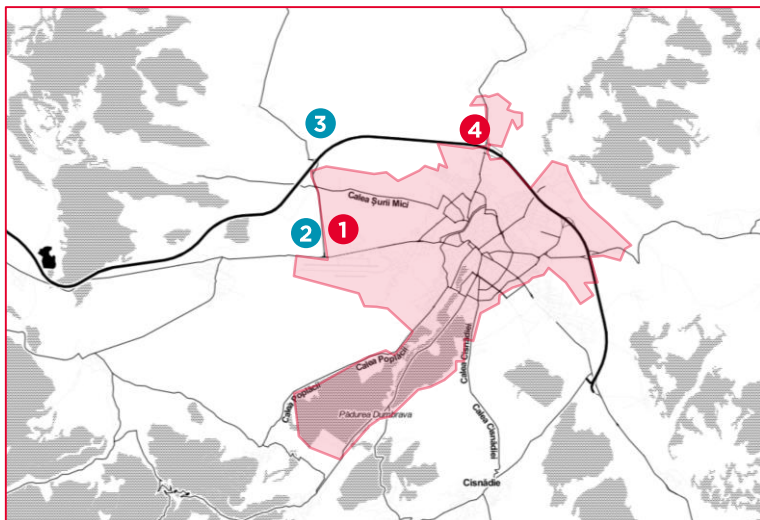 3
4
Calea Șurii Mici
2
1
Calea Cisnădiei
Calea Poplăcii
Calea Poplăcii
Pădurea Dumbrava
Calea Cisnădiei
Cisnădie